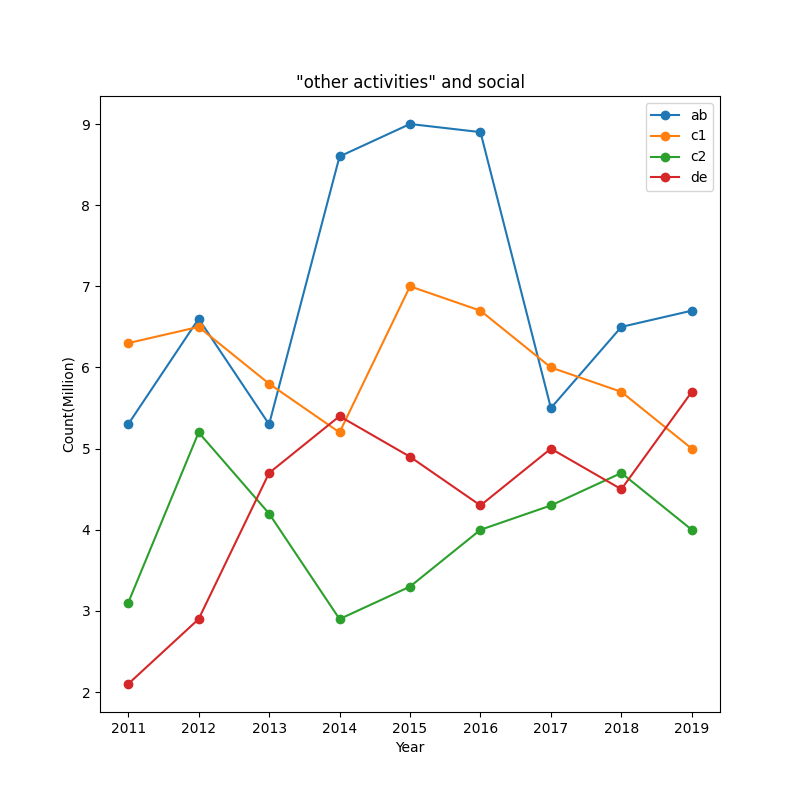 "other activities" and social
ab
c1
c2
de
Count(Million)
9
8
7
6
5
4
3
2
2011 2012 2013 2014 2015 2016 2017 2018 2019
Year